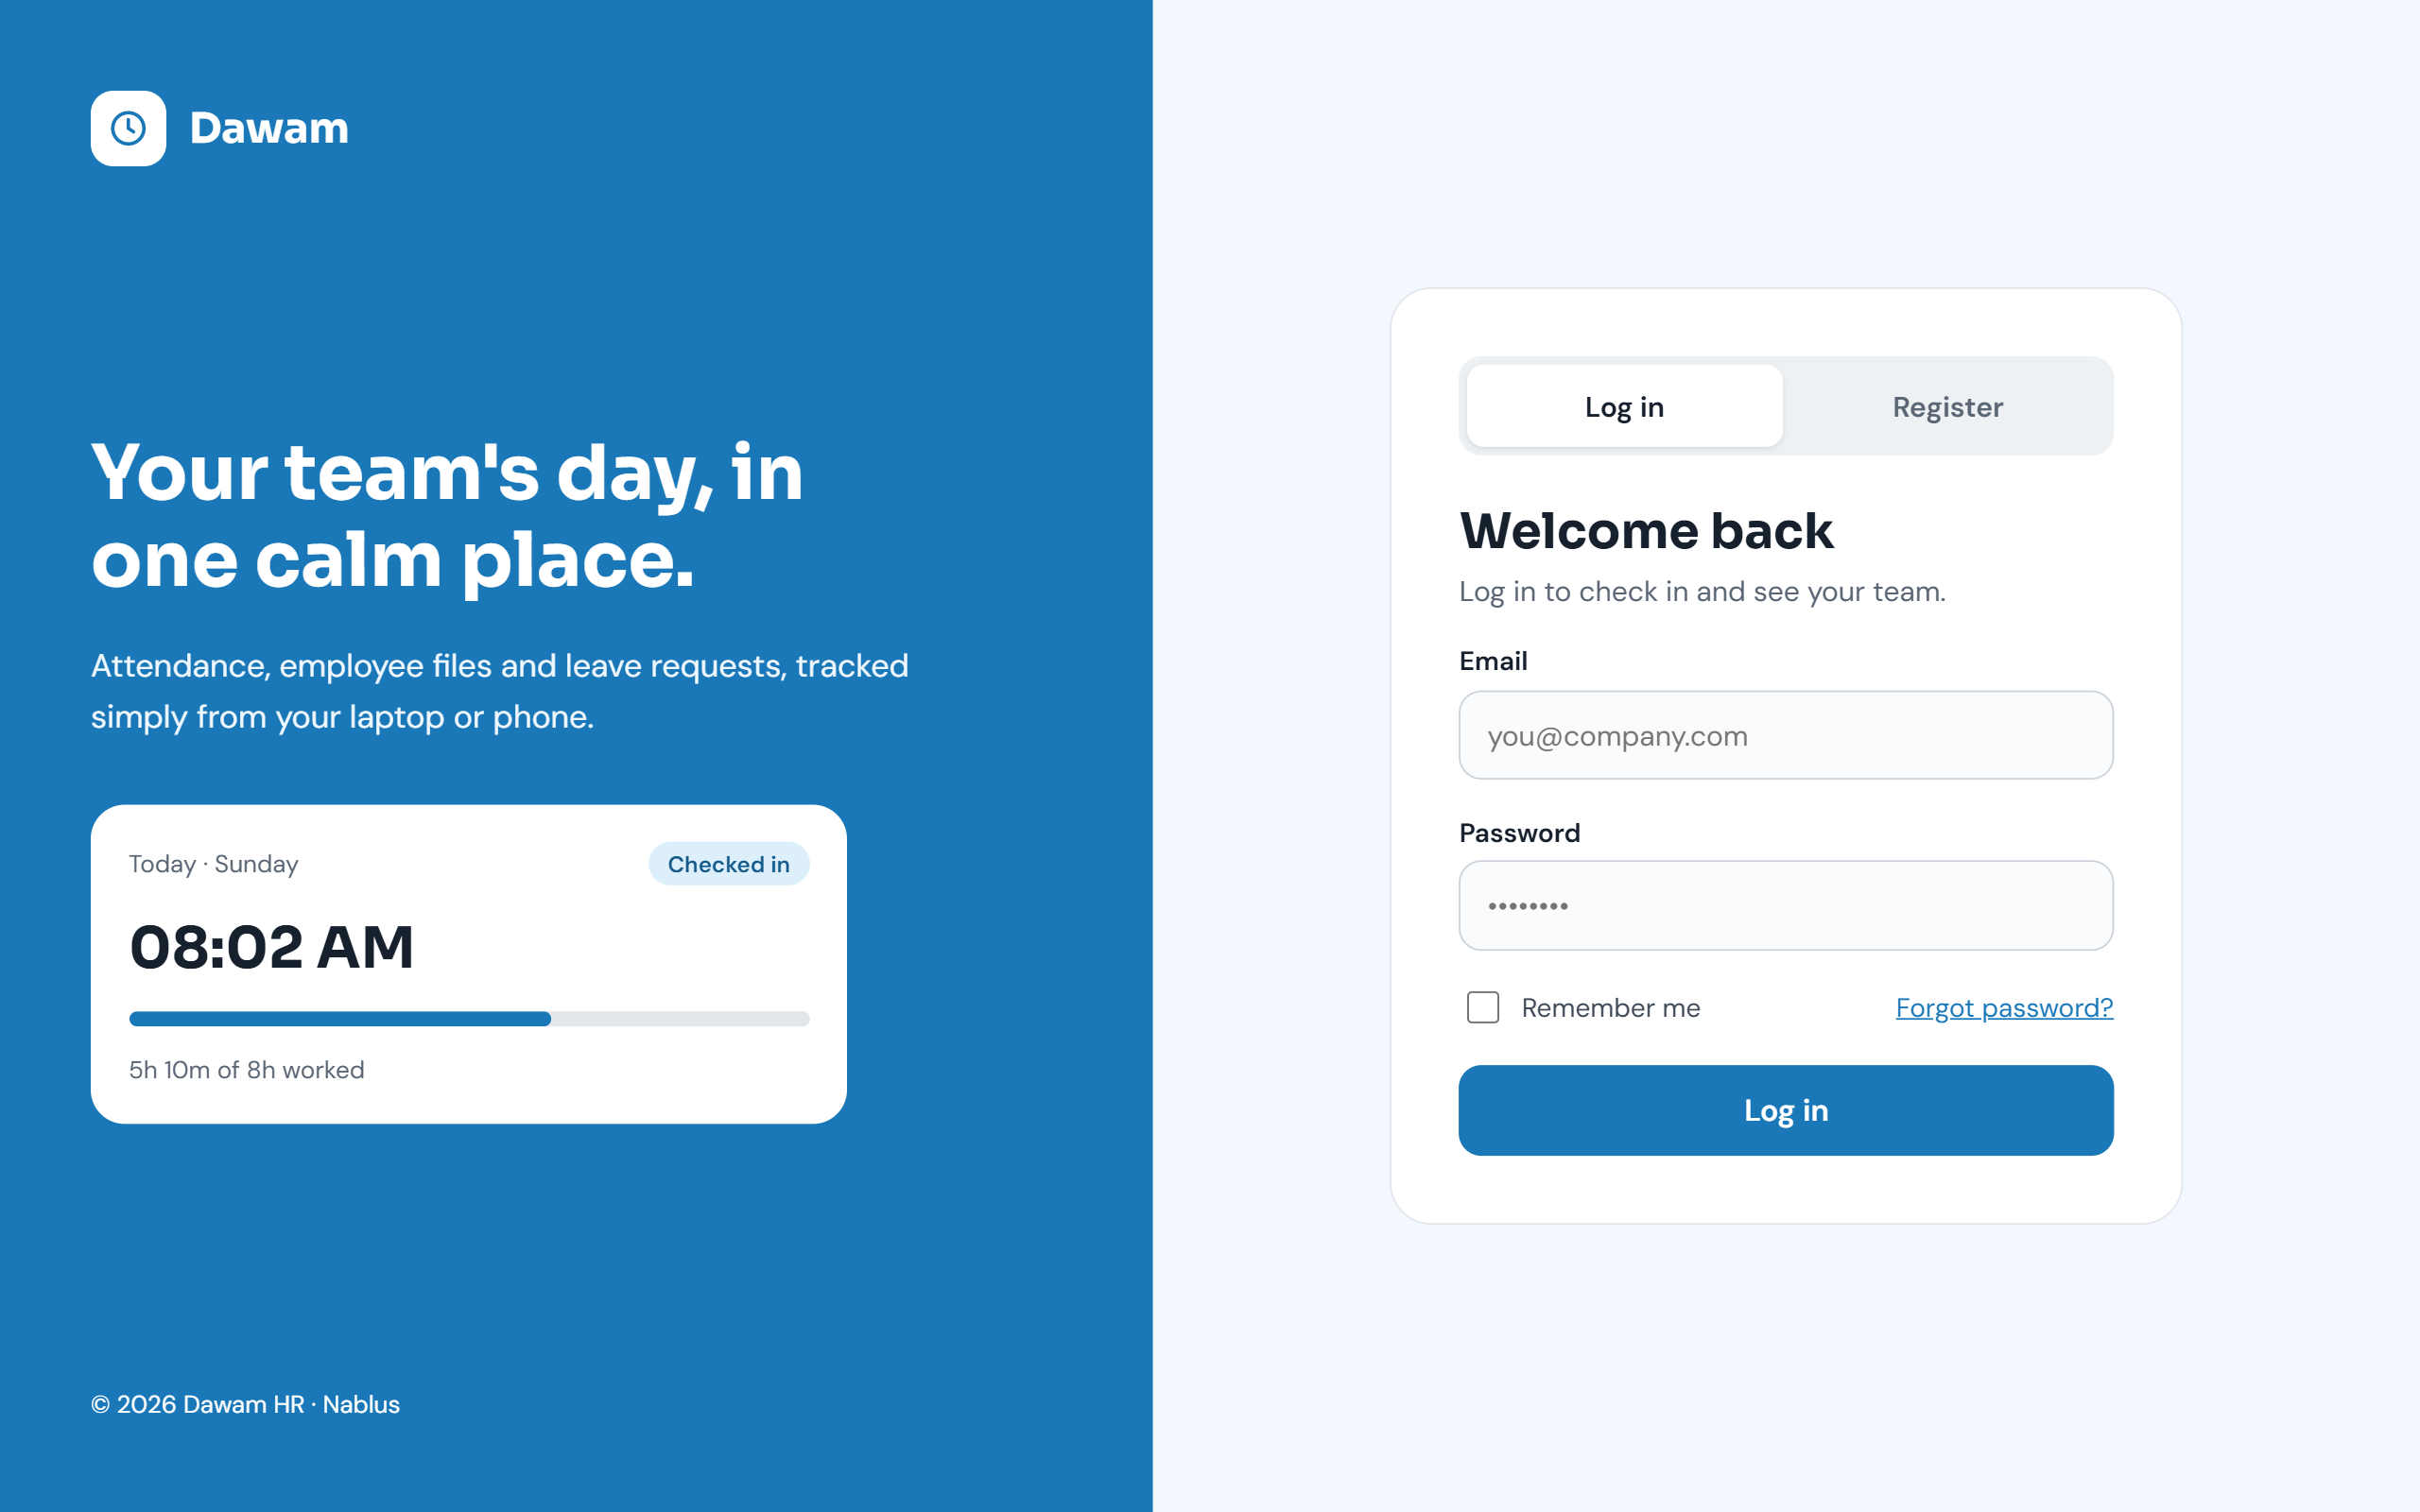 Dawam
Your team's day, in
one calm place.
Attendance, employee files and leave requests, tracked
simply from your laptop or phone.
Today · Sunday
Checked in
08:02 AM
5h 10m of 8h worked
© 2026 Dawam HR · Nablus
Log in
Register
Welcome back
Log in to check in and see your team.
Email
you@company.com
Password
••••••••
Remember me
Forgot password?
Log in